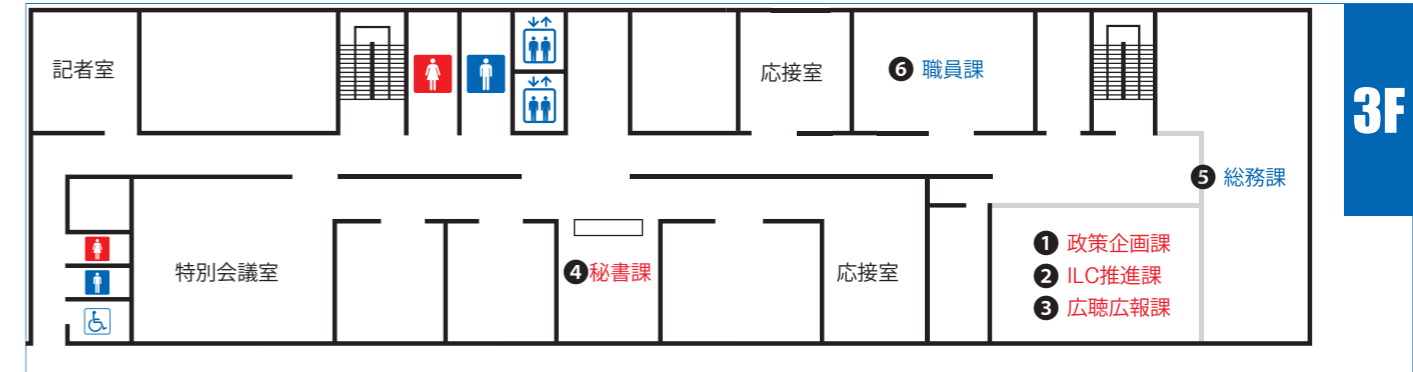 記者室
応接室
❻ 職員課
3F
❺ 総務課
特別会議室
❹秘書課
応接室
❶ 政策企画課
❷ ILC推進課
❸ 広聴広報課